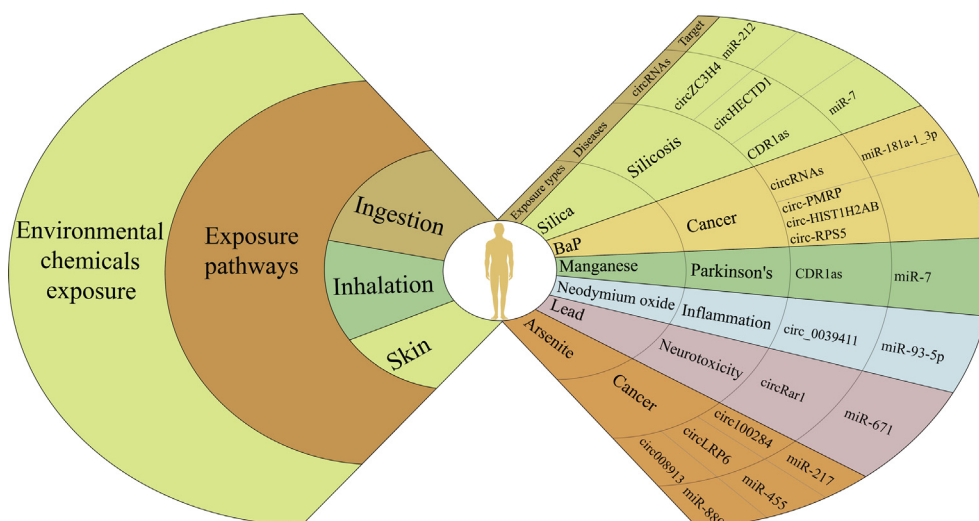 Environmental
chemicals
exposure
Exposure
pathways
Ingestion
Inhalation
Skin
Exposure types
Diseases
circRNAs
Target
Silica
Silicosis
circZC3H4
miR-212
circHECTD1
CDR1as
miR-7
BaP
Cancer
circRNAs
miR-181a-1_3p
circ-PMRP
circ-HIST1H2AB
circ-RPS5
Manganese
Parkinson's
CDR1as
miR-7
Neodymium oxide
Inflammation
circ_0039411
miR-93-5p
Lead
Neurotoxicity
circRar1
miR-671
Arsenite
Cancer
circ100284
miR-217
circLRP6
miR-455
circ008913